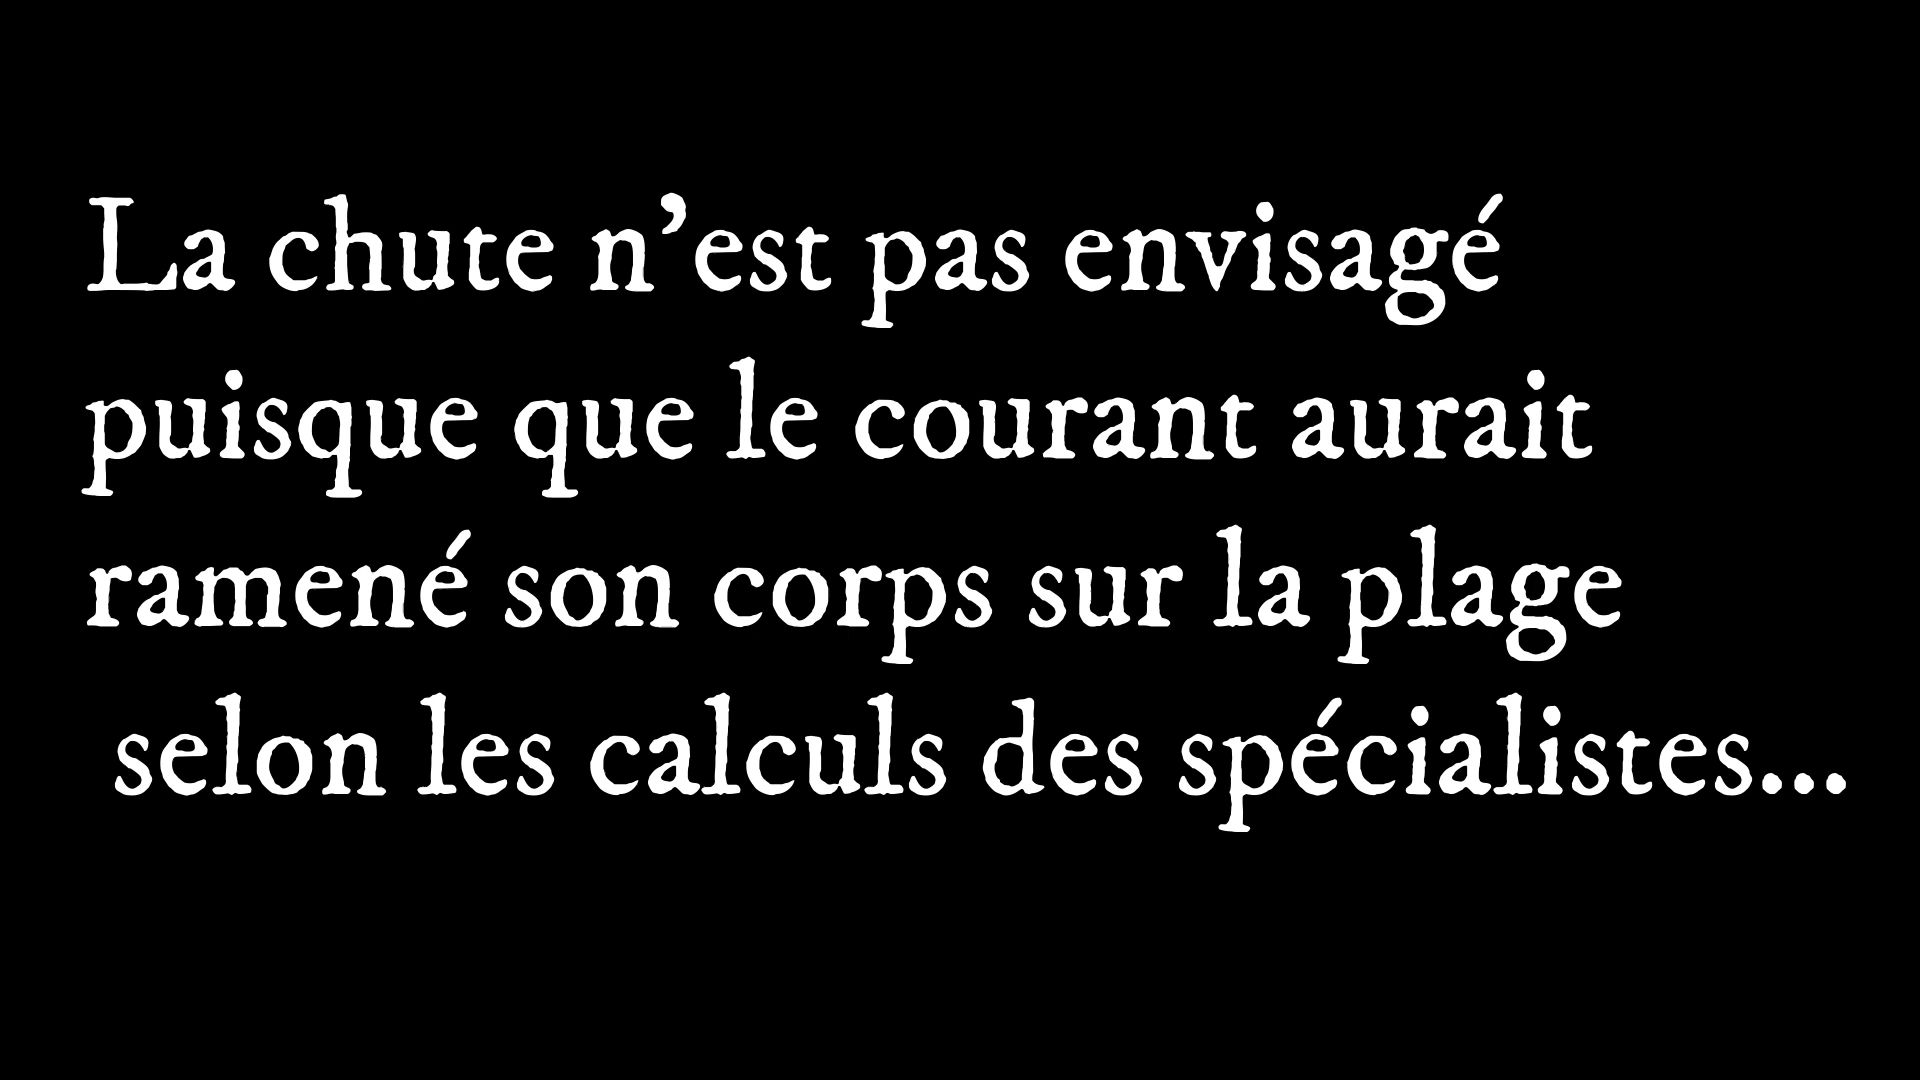 La chute n’est pas envisagé
puisque que le courant aurait
ramené son corps sur la plage
selon les calculs des spécialistes...